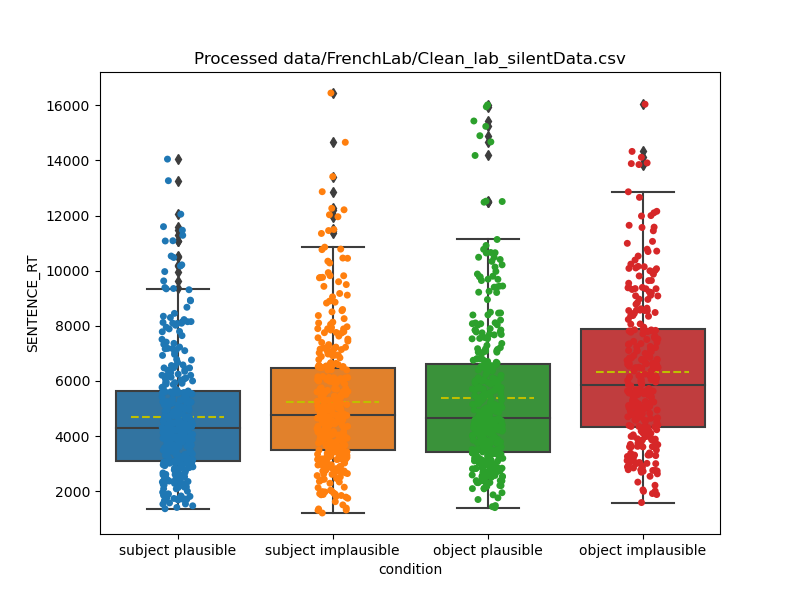 Processed data/FrenchLab/Clean_lab_silentData.csv
SENTENCE_RT
16000
14000
12000
10000
8000
6000
4000
2000
subject plausible
subject implausible
object plausible
object implausible
condition